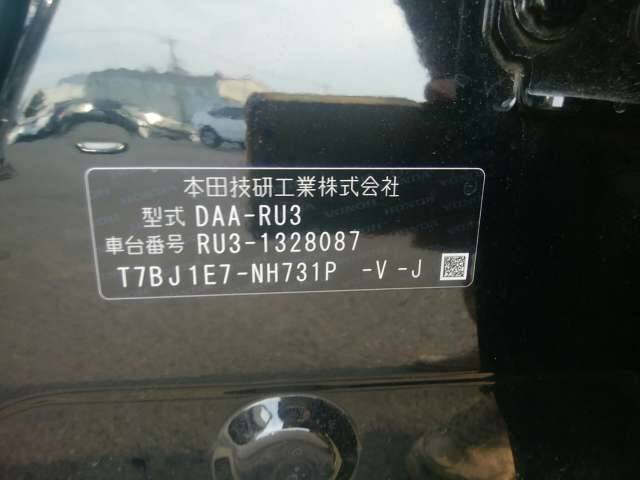 本田技研工業株式会社
型式 DAA-RU3
車台番号 RU3-1328087
T7BJ1E7-NH731P -V -J